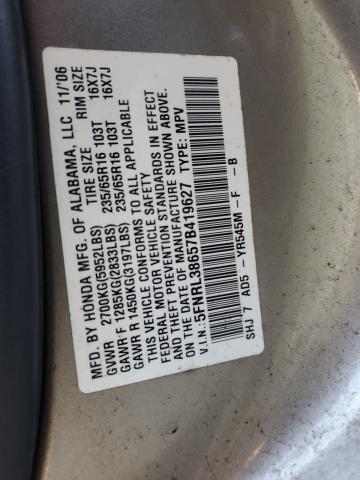 MFD. BY HONDA MFG. OF ALABAMA, LLC 11/'06
TIRE SIZE RIM SIZE
GVWR 2700KG(5952LBS)
GAWR F 1285KG(2833LBS) 235/65R16 103T 16X7J
GAWR R 1450KG(3197LBS) 235/65R16 103T 16X7J
THIS VEHICLE CONFORMS TO ALL APPLICABLE
FEDERAL MOTOR VEHICLE SAFETY
AND THEFT PREVENTION STANDARDS IN EFFECT
ON THE DATE OF MANUFACTURE SHOWN ABOVE.
V.I.N.: 5FNRL38657B419627 TYPE: MPV
SHJ 7 AD5 - YR545M - F - B